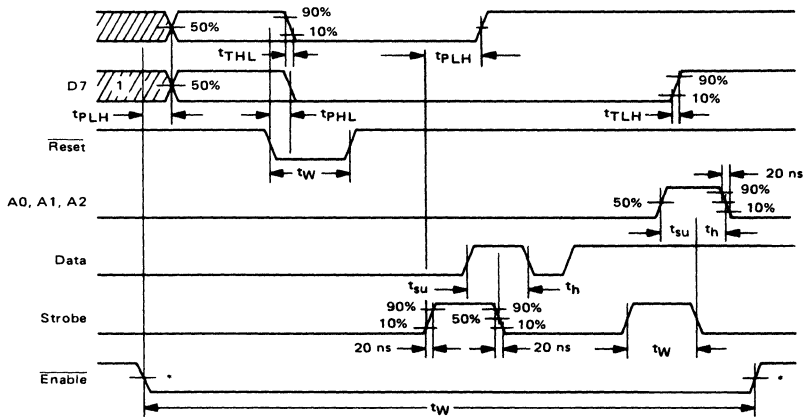 50%
90%
10%
tTHL
tPLH
D7
1
50%
90%
10%
tPLH
tPHL
tTLH
Reset
tW
20 ns
A0, A1, A2
50%
90%
10%
tsu
th
Data
tsu
th
Strobe
90%
10%
50%
90%
10%
20 ns
20 ns
tW
Enable
tW